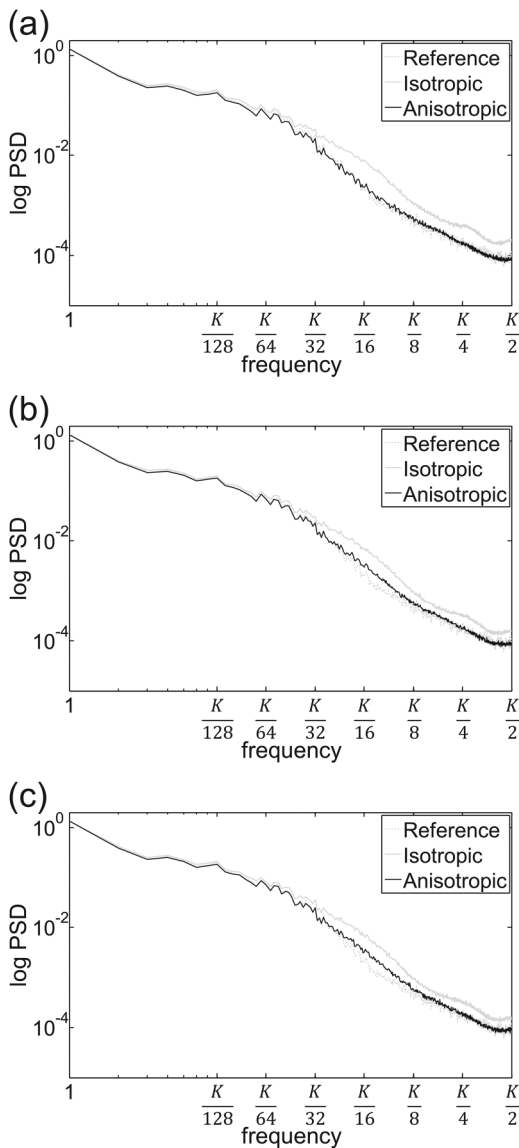 (a)
10^0
10^-2
10^-4
log PSD
Reference
Isotropic
Anisotropic
1
K/128
K/64
K/32
K/16
K/8
K/4
K/2
frequency
(b)
10^0
10^-2
10^-4
log PSD
Reference
Isotropic
Anisotropic
1
K/128
K/64
K/32
K/16
K/8
K/4
K/2
frequency
(c)
10^0
10^-2
10^-4
log PSD
Reference
Isotropic
Anisotropic
1
K/128
K/64
K/32
K/16
K/8
K/4
K/2
frequency